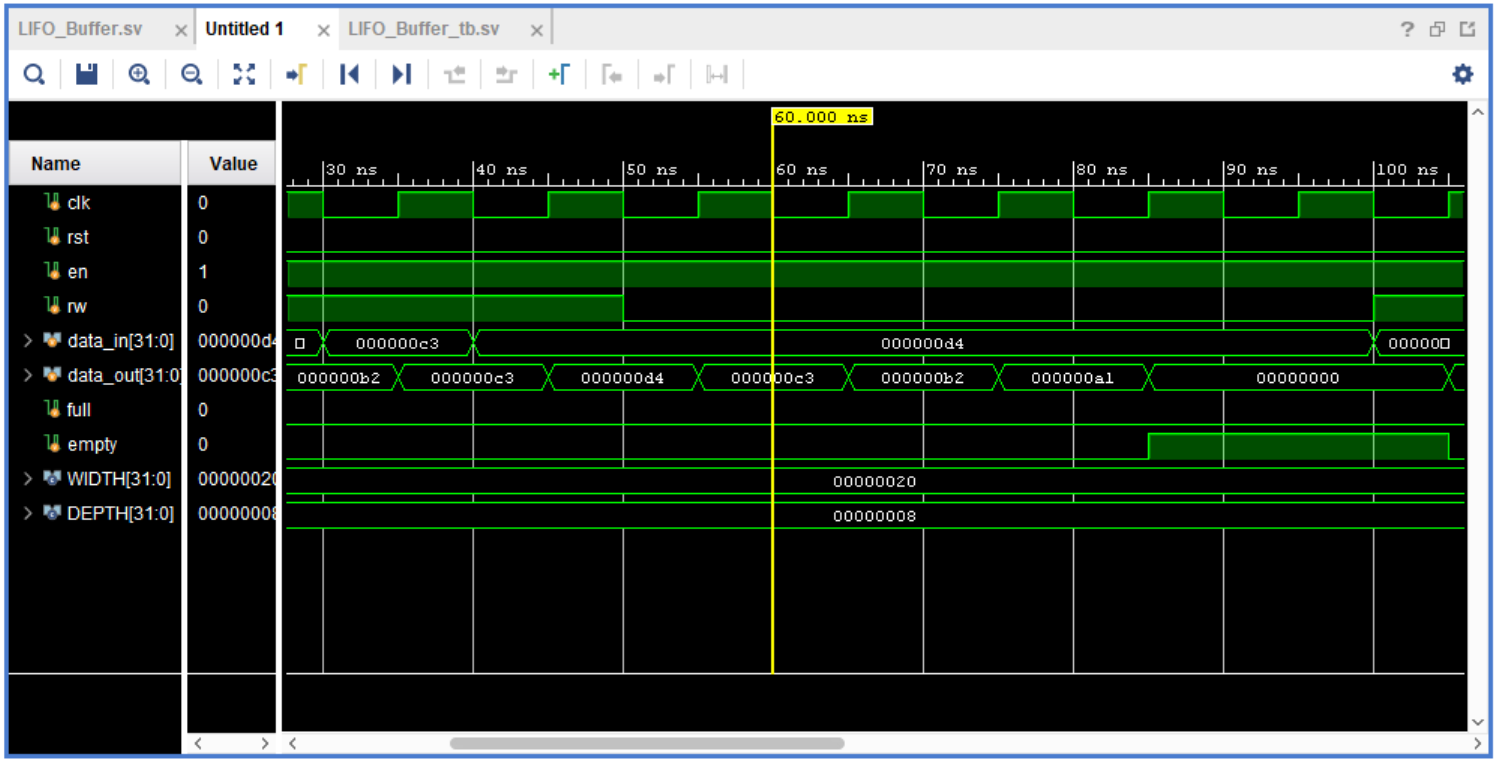 LIFO_Buffer.sv × Untitled 1 × LIFO_Buffer_tb.sv × ?
60.000 ns
Name Value 30 ns 40 ns 50 ns 60 ns 70 ns 80 ns 90 ns 100 ns
clk 0
rst 0
en 1
rw 0
data_in[31:0] 000000d4 000000c3 000000d4 00000
data_out[31:0] 000000c3 000000b2 000000c3 000000d4 000000c3 000000b2 000000a1 00000000
full 0
empty 0
WIDTH[31:0] 00000020 00000020
DEPTH[31:0] 00000008 00000008